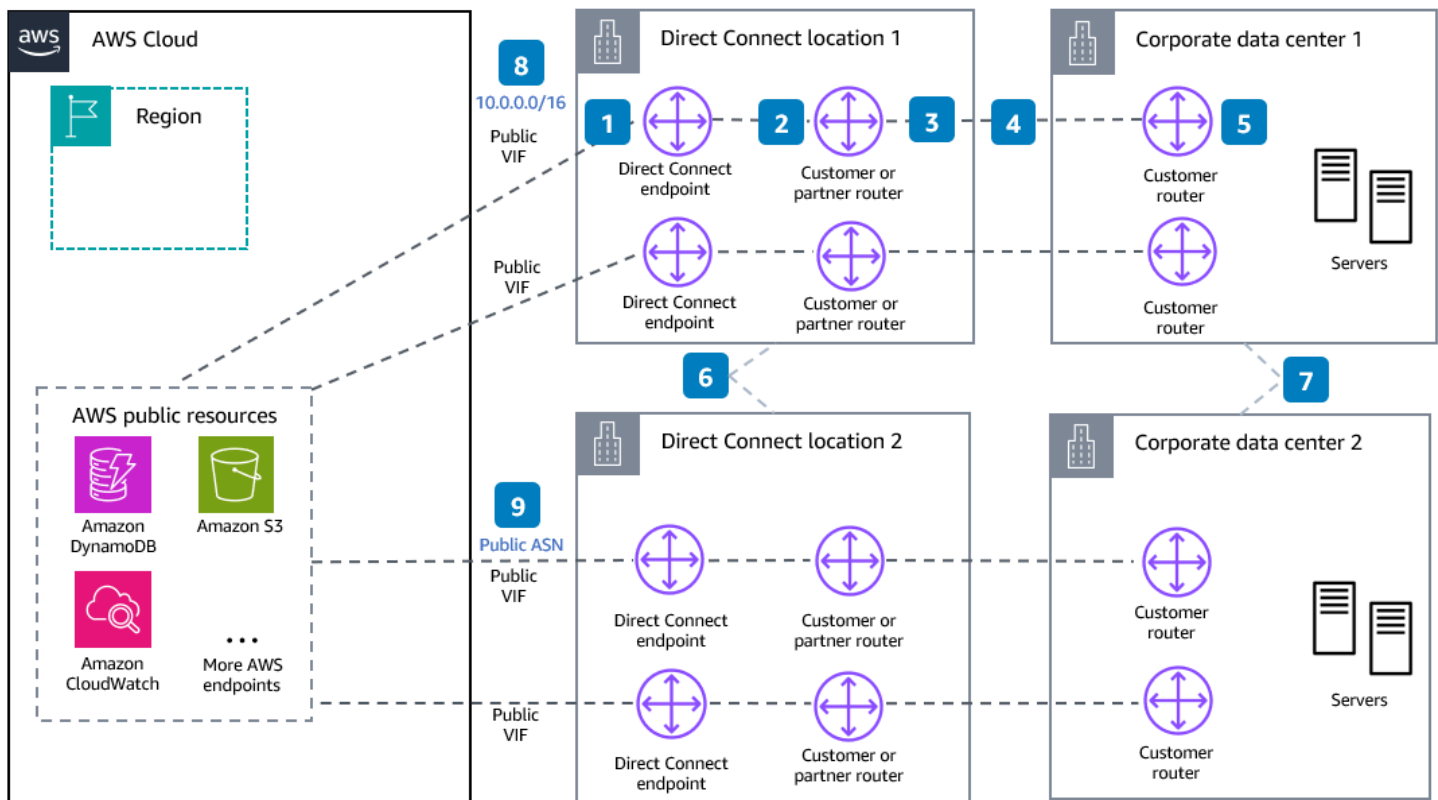 aws
AWS Cloud
Region
8
10.0.0.0/16
Public
VIF
Public
VIF
Direct Connect location 1
1
2
3
Direct Connect
endpoint
Customer or
partner router
Direct Connect
endpoint
Customer or
partner router
4
Corporate data center 1
5
Customer
router
Customer
router
Servers
6
7
AWS public resources
Amazon
DynamoDB
Amazon S3
Amazon
CloudWatch
...
More AWS
endpoints
9
Public ASN
Public
VIF
Public
VIF
Direct Connect location 2
Direct Connect
endpoint
Customer or
partner router
Direct Connect
endpoint
Customer or
partner router
Corporate data center 2
Customer
router
Customer
router
Servers